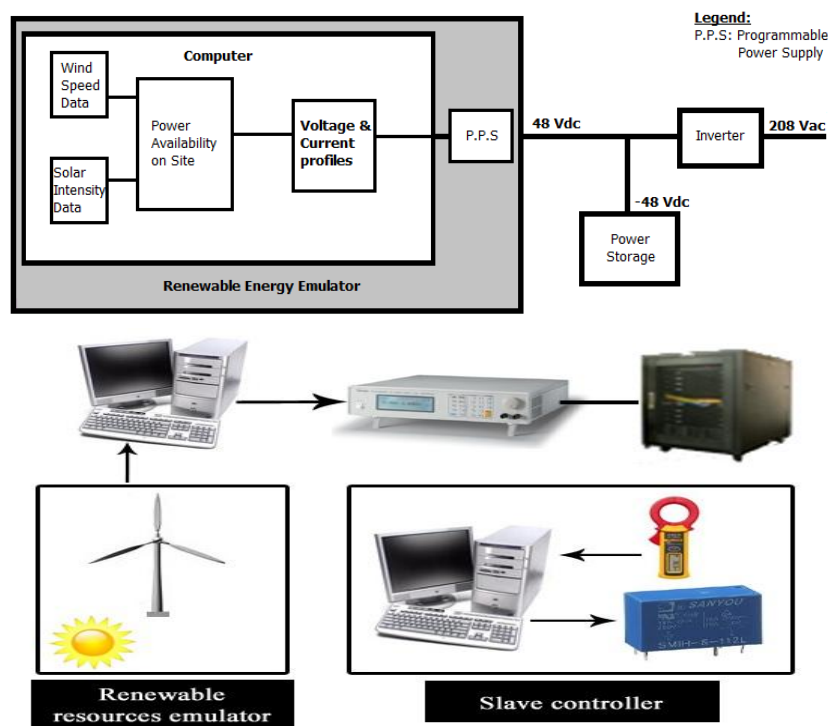 Legend:
P.P.S: Programmable
Power Supply
Computer
Wind
Speed
Data
Power
Availability
on Site
Voltage &
Current
profiles
P.P.S
48 Vdc
Inverter
208 Vac
Solar
Intensity
Data
-48 Vdc
Power
Storage
Renewable Energy Emulator
SANYOU
Renewable
resources emulator
Slave controller